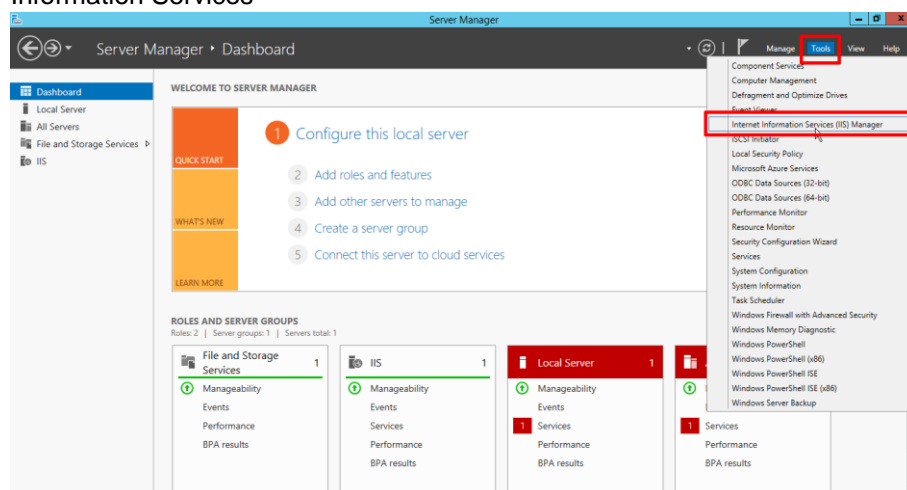 Information Services
Server Manager
Server Manager • Dashboard
Manage Tools View Help
Dashboard
Local Server
All Servers
File and Storage Services
IIS
WELCOME TO SERVER MANAGER
QUICK START
WHAT'S NEW
LEARN MORE
1 Configure this local server
2 Add roles and features
3 Add other servers to manage
4 Create a server group
5 Connect this server to cloud services
Component Services
Computer Management
Defragment and Optimize Drives
Event Viewer
Internet Information Services (IIS) Manager
iSCSI Initiator
Local Security Policy
Microsoft Azure Services
ODBC Data Sources (32-bit)
ODBC Data Sources (64-bit)
Performance Monitor
Resource Monitor
Security Configuration Wizard
Services
System Configuration
System Information
Task Scheduler
Windows Firewall with Advanced Security
Windows Memory Diagnostic
Windows PowerShell
Windows PowerShell (x86)
Windows PowerShell ISE
Windows PowerShell ISE (x86)
Windows Server Backup
ROLES AND SERVER GROUPS
Roles: 2 | Server groups: 1 | Servers total: 1
File and Storage
Services
1
Manageability
Events
Performance
BPA results
IIS 1
Manageability
Events
Services
Performance
BPA results
Local Server 1
Manageability
Events
1 Services
Performance
BPA results
1 Services
Performance
BPA results